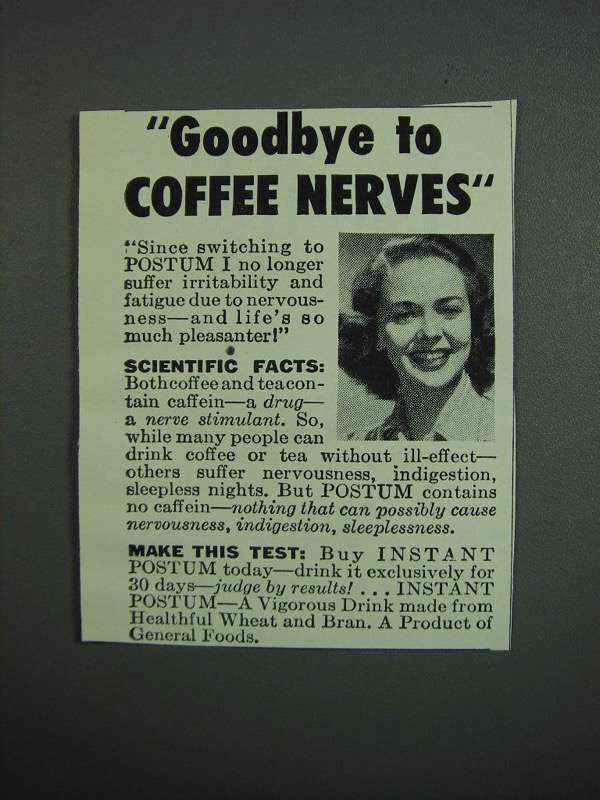 "Goodbye to
COFFEE NERVES"
"Since switching to
POSTUM I no longer
suffer irritability and
fatigue due to nervous-
ness—and life's so
much pleasanter!"
SCIENTIFIC FACTS:
Both coffee and tea con-
tain caffein—a drug—
a nerve stimulant. So,
while many people can
drink coffee or tea without ill-effect—
others suffer nervousness, indigestion,
sleepless nights. But POSTUM contains
no caffein—nothing that can possibly cause
nervousness, indigestion, sleeplessness.
MAKE THIS TEST: Buy INSTANT
POSTUM today—drink it exclusively for
30 days—judge by results! . . . INSTANT
POSTUM—A Vigorous Drink made from
Healthful Wheat and Bran. A Product of
General Foods.